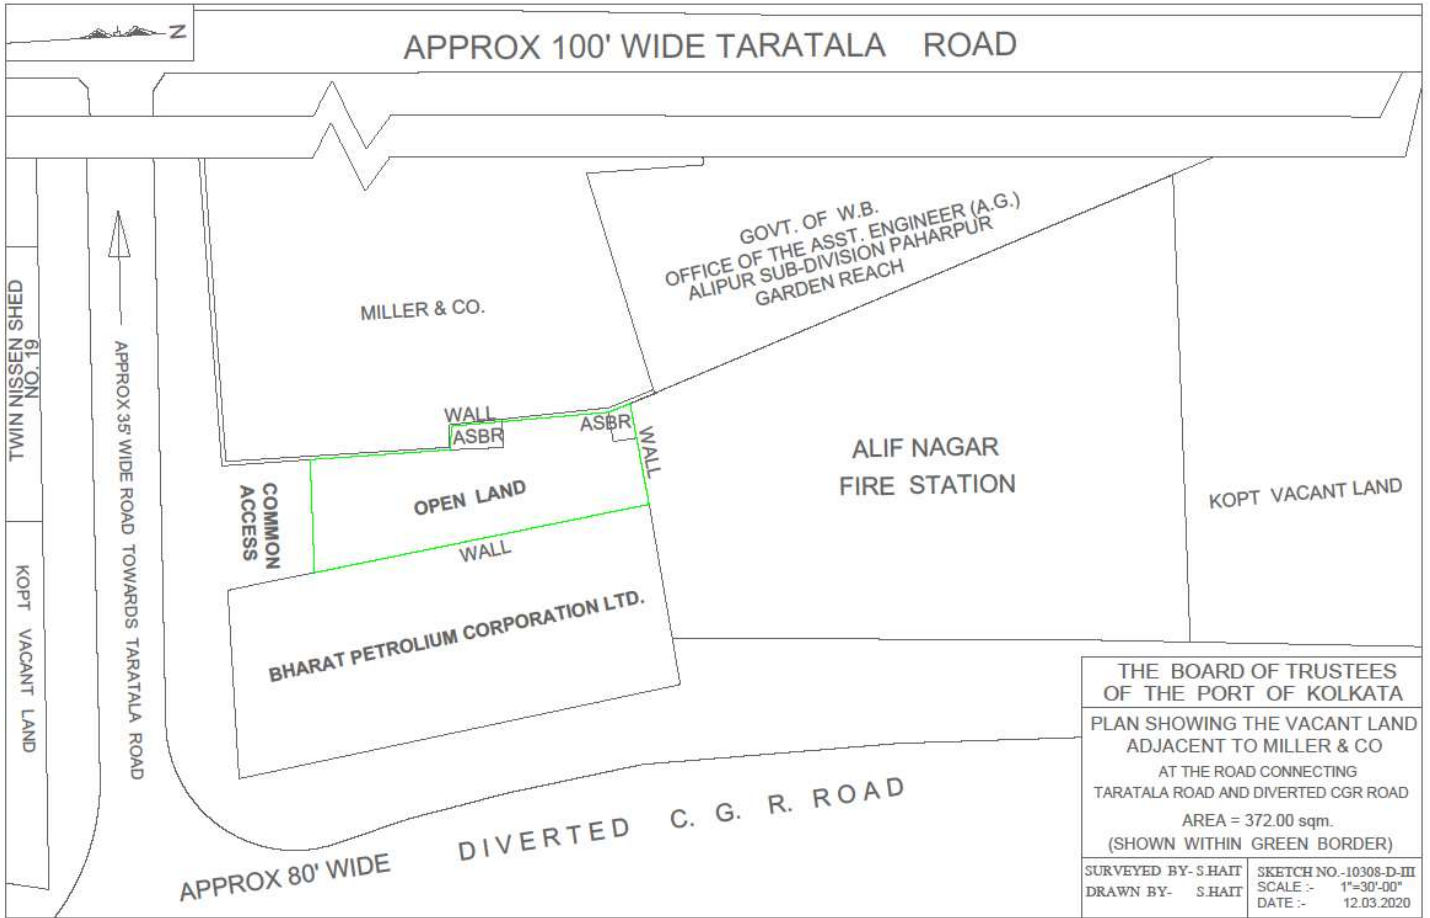 N
APPROX 100' WIDE TARATALA ROAD
GOVT. OF W.B.
OFFICE OF THE ASST. ENGINEER (A.G.)
ALIPUR SUB-DIVISION PAHARPUR
GARDEN REACH
MILLER & CO.
TWIN NISSEN SHED
NO. 19
APPROX 35' WIDE ROAD TOWARDS TARATALA ROAD
WALL
ASBR
ASBR
WALL
ALIF NAGAR
FIRE STATION
KOPT VACANT LAND
COMMON
ACCESS
OPEN LAND
WALL
KOPT VACANT LAND
BHARAT PETROLIUM CORPORATION LTD.
DIVERTED C. G. R. ROAD
APPROX 80' WIDE
THE BOARD OF TRUSTEES
OF THE PORT OF KOLKATA
PLAN SHOWING THE VACANT LAND
ADJACENT TO MILLER & CO
AT THE ROAD CONNECTING
TARATALA ROAD AND DIVERTED CGR ROAD
AREA = 372.00 sqm.
(SHOWN WITHIN GREEN BORDER)
SURVEYED BY- S.HAIT
DRAWN BY- S.HAIT
SKETCH NO.-10308-D-III
SCALE :- 1"=30'-00"
DATE :- 12.03.2020